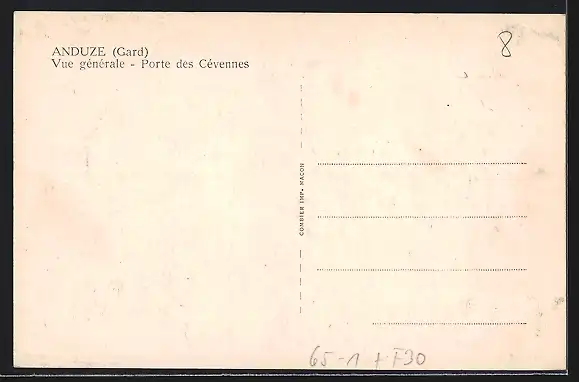 ANDUZE (Gard)
Vue générale - Porte des Cévennes
8
COMBIER IMP. MACON
65-1 + F30